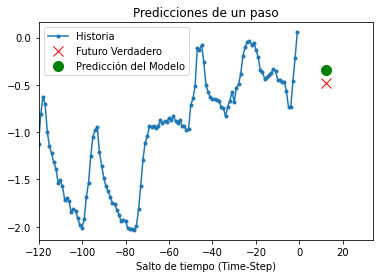 Predicciones de un paso
Historia
Futuro Verdadero
Predicción del Modelo
0.0
−0.5
−1.0
−1.5
−2.0
−120 −100 −80 −60 −40 −20 0 20
Salto de tiempo (Time-Step)